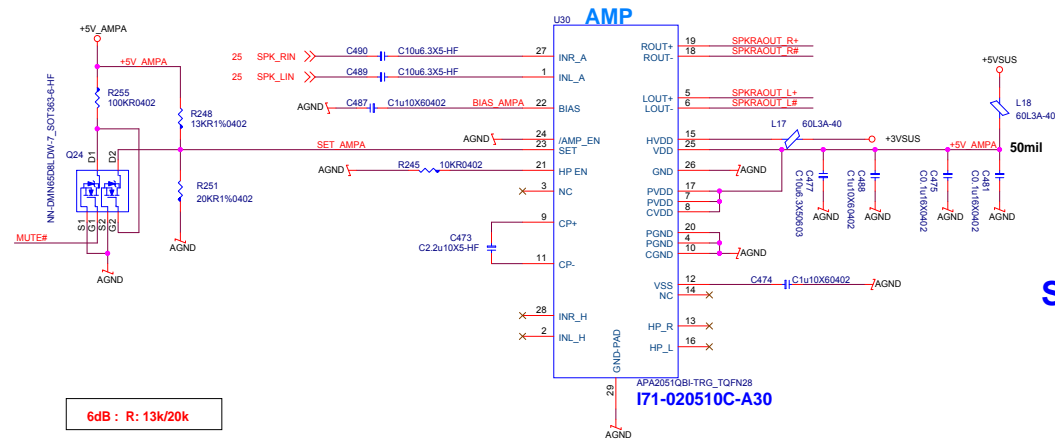 AMP
U30
+5V_AMPA
+5V_AMPA
R255
100KR0402
R248
13KR1%0402
NN-DMN65D8LDW-7_SOT363-6-HF
Q24
D1
D2
S1
G1
S2
G2
MUTE#
AGND
R251
20KR1%0402
AGND
SET_AMPA
25 SPK_RIN
C490
C10u6.3X5-HF
27
INR_A
25 SPK_LIN
C489
C10u6.3X5-HF
1
INL_A
AGND
C487
C1u10X60402
BIAS_AMPA
22
BIAS
AGND
24
/AMP_EN
23
SET
AGND
R245
10KR0402
21
HP EN
3
NC
9
CP+
C473
C2.2u10X5-HF
11
CP-
28
INR_H
2
INL_H
GND-PAD
29
AGND
ROUT+
19
SPKRAOUT_R+
ROUT-
18
SPKRAOUT_R#
LOUT+
5
SPKRAOUT_L+
LOUT-
6
SPKRAOUT_L#
HVDD
15
L17
60L3A-40
+3VSUS
VDD
25
+5V_AMPA
50mil
+5VSUS
L18
60L3A-40
GND
26
AGND
C477
C10u6.3X50603
AGND
C488
C1u10X60402
AGND
C475
C0.1u16X0402
AGND
C481
C0.1u16X0402
AGND
PVDD
17
PVDD
7
CVDD
8
PGND
20
PGND
4
CGND
10
AGND
VSS
12
C474
C1u10X60402
AGND
NC
14
HP_R
13
HP_L
16
APA2051QBI-TRG_TQFN28
I71-020510C-A30
S
6dB : R: 13k/20k